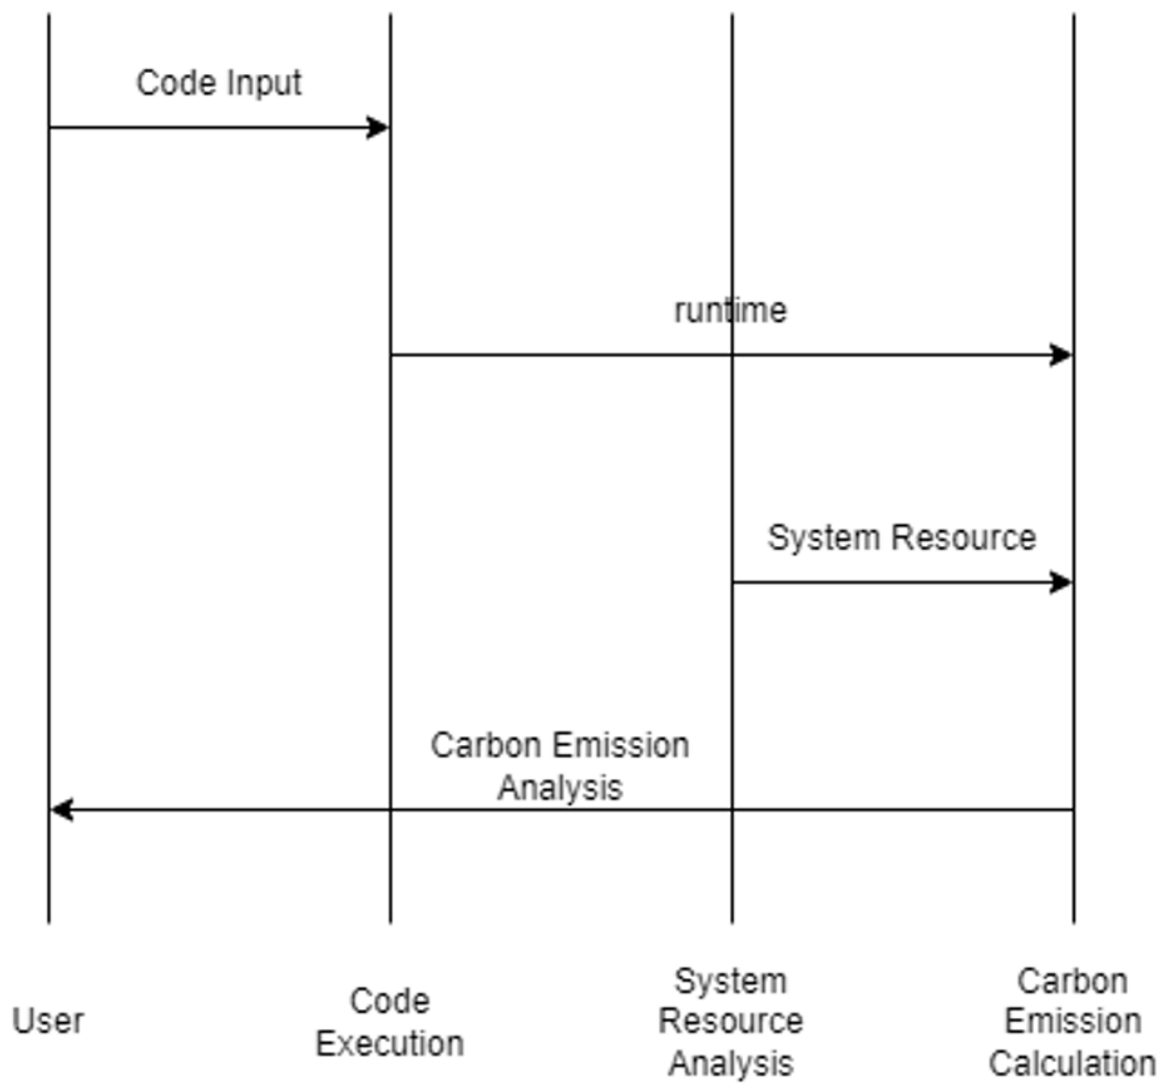 Code Input
runtime
System Resource
Carbon Emission
Analysis
User
Code
Execution
System
Resource
Analysis
Carbon
Emission
Calculation